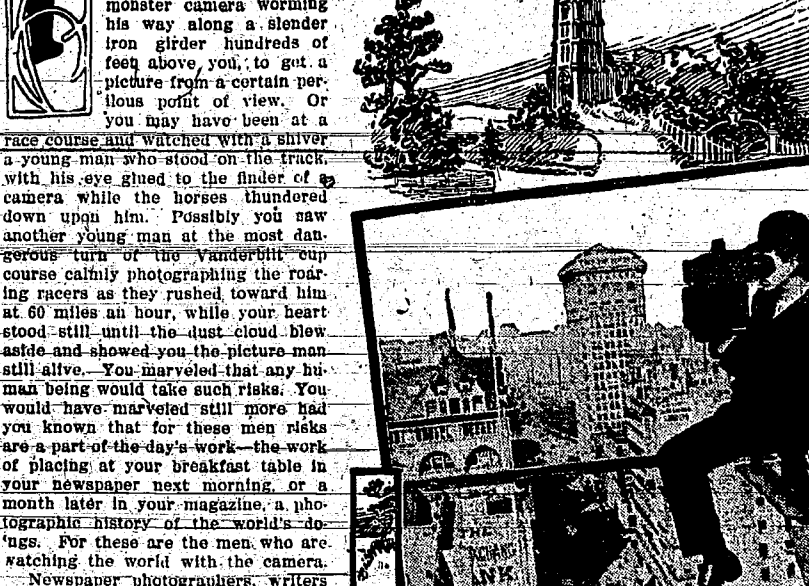 monster camera worming
his way along a slender
iron girder hundreds of
feet above you, to get a
picture from a certain per-
ilous point of view. Or
you may have been at a
race course and watched with a shiver
a young man who stood on the track,
with his eye glued to the finder of a
camera while the horses thundered
down upon him. Possibly you saw
another young man at the most dan-
gerous turn of the Vanderbilt cup
course calmly photographing the roar-
ing racers as they rushed toward him
at 60 miles an hour, while your heart
stood still until the dust cloud blew
aside and showed you the picture man
still alive. You marveled that any hu-
man being would take such risks. You
would have marveled still more had
you known that for these men risks
are a part of the day's work—the work
of placing at your breakfast table in
your newspaper next morning, or a
month later in your magazine, a pho-
tographic history of the world's do-
ngs. For these are the men who are
watching the world with the camera.
Newspaper photographers, writers
THE